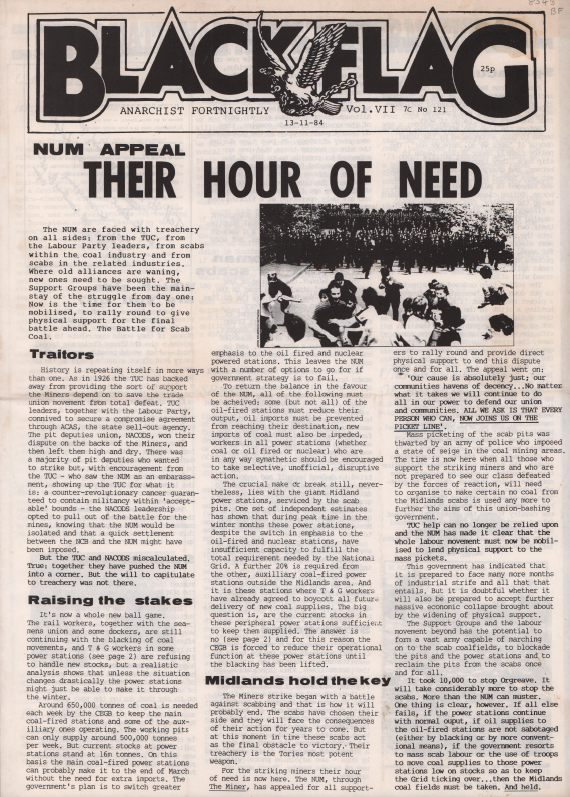 BLACK FLAG
25p
ANARCHIST FORTNIGHTLY
Vol.VII 7C No 121
13-11-84
NUM APPEAL
THEIR HOUR OF NEED
The NUM are faced with treachery
on all sides; from the TUC, from
the Labour Party leaders, from scabs
within the coal industry and from
scabs in the related industries.
Where old alliances are waning,
new ones need to be sought. The
Support Groups have been the main-
stay of the struggle from day one;
Now is the time for them to be
mobilised, to rally round to give
physical support for the final
battle ahead. The Battle for Scab
Coal.
Traitors
History is repeating itself in more ways
than one. As in 1926 the TUC has backed
away from providing the sort of support
the Miners depend on to save the trade
union movement from total defeat. TUC
leaders, together with the Labour Party,
connived to secure a compromise agreement
through ACAS, the state sell-out agency.
The pit deputies union, NACODS, won their
dispute on the backs of the Miners, and
then left them high and dry. There was
a majority of pit deputies who wanted
to strike but, with encouragement from
the TUC - who saw the NUM as an embarass-
ment, showing up the TUC for what it
is: a counter-revolutionary cancer guaran-
teed to contain militancy within 'accept-
able' bounds - the NACODS leadership
opted to pull out of the battle for the
mines, knowing that the NUM would be
isolated and that a quick settlement
between the NCB and the NUM might have
been imposed.
But the TUC and NACODS miscalculated.
True; together they have pushed the NUM
into a corner. But the will to capitulate
to treachery was not there.
Raising the stakes
It's now a whole new ball game.
The rail workers, together with the sea-
mens union and some dockers, are still
continuing with the blacking of coal
movements, and T & G workers in some
power stations (see page 2) are refusing
to handle new stocks, but a realistic
analysis shows that unless the situation
changes drastically the power stations
might just be able to make it through
the winter.
Around 650,000 tonnes of coal is needed
each week by the CEGB to keep the main
coal-fired stations and some of the aux-
illiary ones operating. The working pits
can only supply around 500,000 tonnes
per week. But current stocks at power
stations stand at 16m tonnes. On this
basis the main coal-fired power stations
can probably make it to the end of March
without the need for extra imports. The
government's plan is to switch greater
emphasis to the oil fired and nuclear
powered stations. This leaves the NUM
with a number of options to go for if
government strategy is to fail.
To return the balance in the favour
of the NUM, all of the following must
be acheived: some (but not all) of the
oil-fired stations must reduce their
output, oil imports must be prevented
from reaching their destination, new
imports of coal must also be impeded,
workers in all power stations (whether
coal or oil fired or nuclear) who are
in any way synthetic should be encouraged
to take selective, unofficial, disruptive
action.
The crucial make dr break still, never-
theless, lies with the giant Midland
power stations, serviced by the scab
pits. One set of independent estimates
has shown that during peak time in the
winter months these power stations,
despite the switch in emphasis to the
oil-fired and nuclear stations, have
insufficient capacity to fulfill the
total requirement needed by the National
Grid. A further 20% is required from
the other, auxilliary coal-fired power
stations outside the Midlands area. And
it is these stations where T & G workers
have already agreed to boycott all future
delivery of new coal supplies. The big
question is, are the current stocks in
these peripheral power stations sufficient
to keep them supplied. The answer is
no (see page 2) and for this reason the
CEGB is forced to reduce their operational
function at these power stations until
the blacking has been lifted.
Midlands hold the key
The Miners strike began with a battle
against scabbing and that is how it will
probably end. The scabs have chosen their
side and they will face the consequences
of their action for years to come. But
at this moment in time these scabs act
as the final obstacle to victory. Their
treachery is the Tories most potent
weapon.
For the striking miners their hour
of need is now here. The NUM, through
The Miner, has appealed for all support-
ers to rally round and provide direct
physical support to end this dispute
once and for all. The appeal went on:
'Our cause is absolutely just; our
communities havens of decency...No matter
what it takes we will continue to do
all in our power to defend our union
and communities. ALL WE ASK IS THAT EVERY
PERSON WHO CAN, NOW JOINS US ON THE
PICKET LINE'.
Mass picketing of the scab pits was
thwarted by an army of police who imposed
a state of seige in the coal mining areas.
The time is now here when all those who
support the striking miners and who are
not prepared to see our class defeated
by the forces of reaction, will need
to organise to make certain no coal from
the Midlands scabs is used any more to
further the aims of this union-bashing
government.
TUC help can no longer be relied upon
and the NUM has made it clear that the
whole labour movement must now be mobil-
ised to lend physical support to the
mass pickets.
This government has indicated that
it is prepared to face many more months
of industrial strife and all that that
entails. But it is doubtful whether it
will also be prepared to accept further
massive economic collapse brought about
by the widening of physical support.
The Support Groups and the labour
movement beyond has the potential to
form a vast army capable of marching
on to the scab coalfields, to blockade
the pits and the power stations and to
reclaim the pits from the scabs once
and for all.
It took 10,000 to stop Orgreave. It
will take considerably more to stop the
scabs. More than the NUM can muster.
One thing is clear, however. If all else
fails, if the power stations continue
with normal ouput, if oil supplies to
the oil-fired stations are not sabotaged
(either by blacking or by more convent-
ional means), if the government resorts
to mass scab labour or the use of troops
to move coal supplies to those power
stations low on stocks so as to keep
the Grid ticking over...then the Midlands
coal fields must be taken. And held.